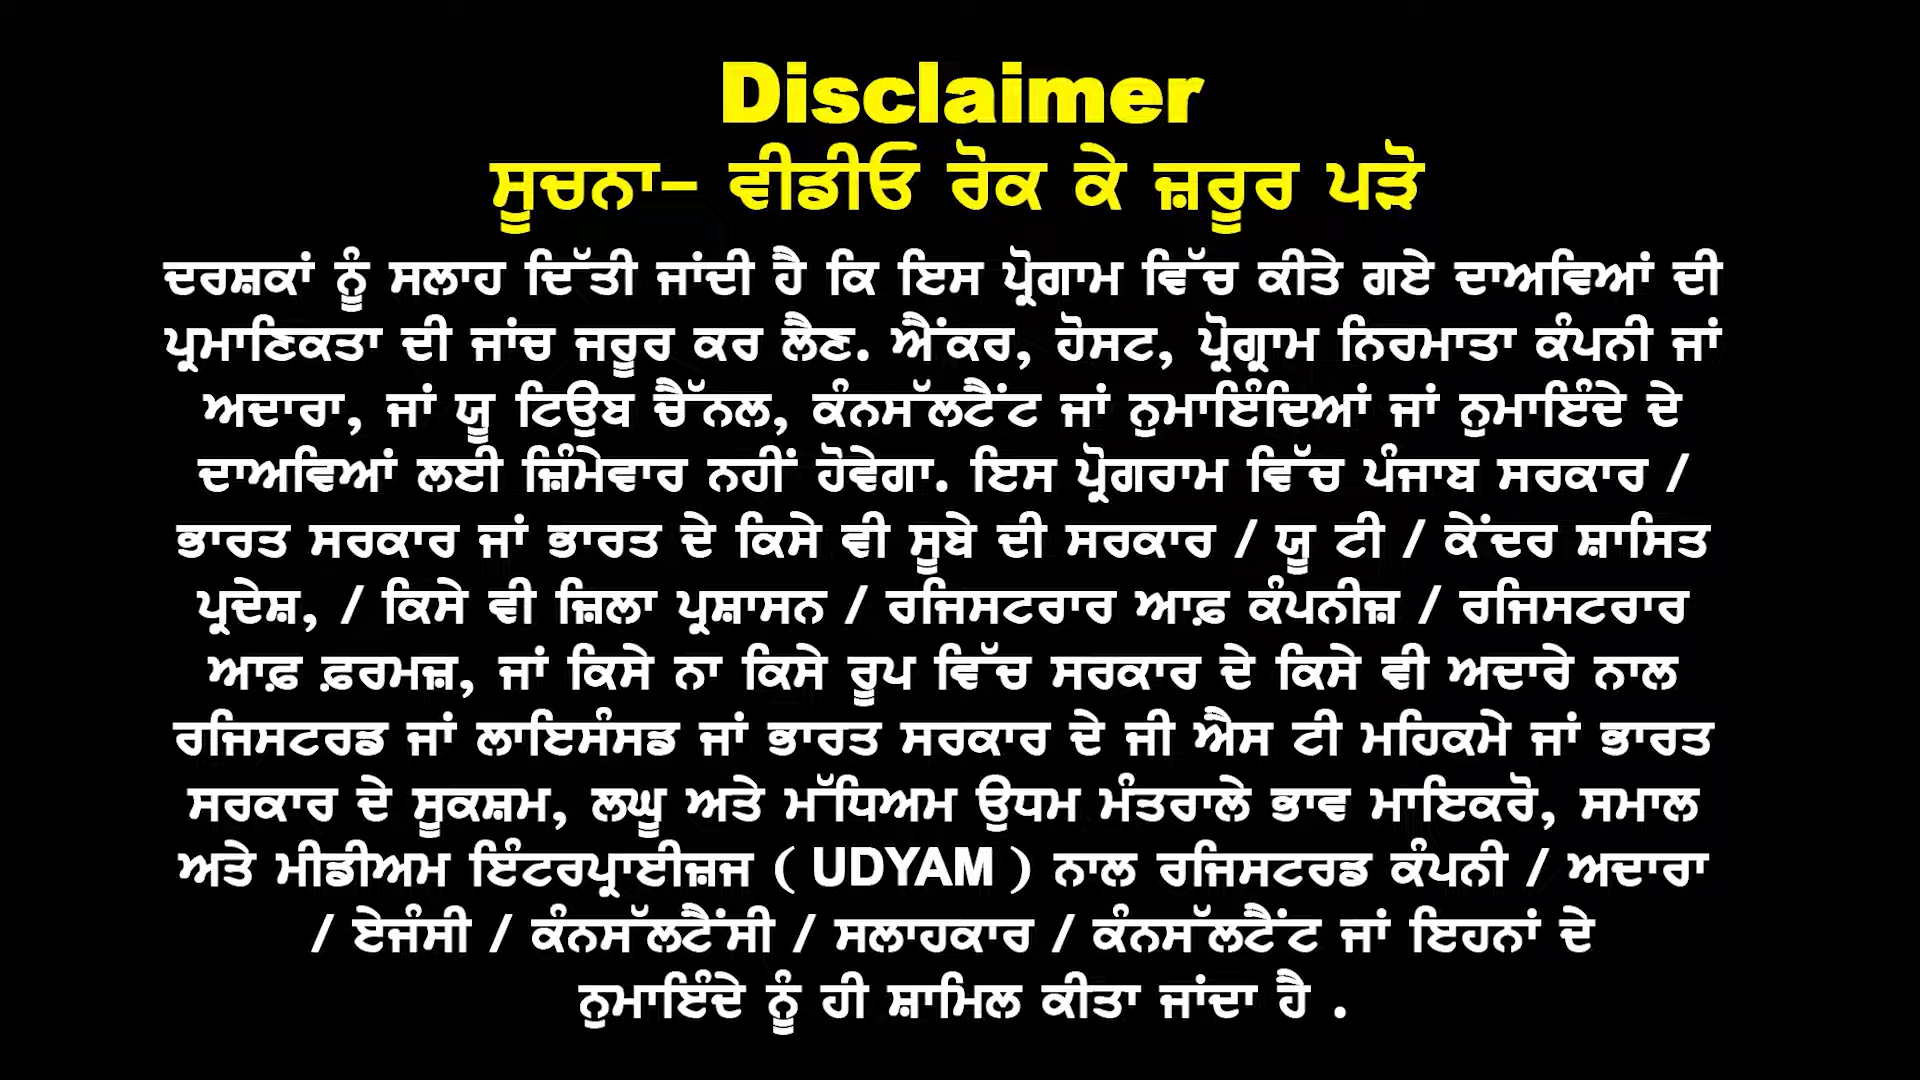 Disclaimer
ਸੂਚਨਾ- ਵੀਡੀਓ ਰੋਕ ਕੇ ਜ਼ਰੂਰ ਪੜੋ
ਦਰਸ਼ਕਾਂ ਨੂੰ ਸਲਾਹ ਦਿੱਤੀ ਜਾਂਦੀ ਹੈ ਕਿ ਇਸ ਪ੍ਰੋਗਾਮ ਵਿੱਚ ਕੀਤੇ ਗਏ ਦਾਅਵਿਆਂ ਦੀ
ਪ੍ਰਮਾਣਿਕਤਾ ਦੀ ਜਾਂਚ ਜਰੂਰ ਕਰ ਲੈਣ. ਐਂਕਰ, ਹੋਸਟ, ਪ੍ਰੋਗ੍ਰਾਮ ਨਿਰਮਾਤਾ ਕੰਪਨੀ ਜਾਂ
ਅਦਾਰਾ, ਜਾਂ ਯੂ ਟਿਊਬ ਚੈੱਨਲ, ਕੰਨਸੱਲਟੈਂਟ ਜਾਂ ਨੁਮਾਇੰਦਿਆਂ ਜਾਂ ਨੁਮਾਇੰਦੇ ਦੇ
ਦਾਅਵਿਆਂ ਲਈ ਜ਼ਿੰਮੇਵਾਰ ਨਹੀਂ ਹੋਵੇਗਾ. ਇਸ ਪ੍ਰੋਗਰਾਮ ਵਿੱਚ ਪੰਜਾਬ ਸਰਕਾਰ /
ਭਾਰਤ ਸਰਕਾਰ ਜਾਂ ਭਾਰਤ ਦੇ ਕਿਸੇ ਵੀ ਸੂਬੇ ਦੀ ਸਰਕਾਰ / ਯੂ ਟੀ / ਕੇਂਦਰ ਸ਼ਾਸਿਤ
ਪ੍ਰਦੇਸ਼, / ਕਿਸੇ ਵੀ ਜ਼ਿਲਾ ਪ੍ਰਸ਼ਾਸਨ / ਰਜਿਸਟਰਾਰ ਆਫ਼ ਕੰਪਨੀਜ਼ / ਰਜਿਸਟਰਾਰ
ਆਫ਼ ਫ਼ਰਮਜ਼, ਜਾਂ ਕਿਸੇ ਨਾ ਕਿਸੇ ਰੂਪ ਵਿੱਚ ਸਰਕਾਰ ਦੇ ਕਿਸੇ ਵੀ ਅਦਾਰੇ ਨਾਲ
ਰਜਿਸਟਰਡ ਜਾਂ ਲਾਇਸੰਸਡ ਜਾਂ ਭਾਰਤ ਸਰਕਾਰ ਦੇ ਜੀ ਐਸ ਟੀ ਮਹਿਕਮੇ ਜਾਂ ਭਾਰਤ
ਸਰਕਾਰ ਦੇ ਸੂਕਸ਼ਮ, ਲਘੂ ਅਤੇ ਮੱਧਿਅਮ ਉਧਮ ਮੰਤਰਾਲੇ ਭਾਵ ਮਾਇਕਰੋ, ਸਮਾਲ
ਅਤੇ ਮੀਡੀਅਮ ਇੰਟਰਪ੍ਰਾਈਜ਼ਜ ( UDYAM ) ਨਾਲ ਰਜਿਸਟਰਡ ਕੰਪਨੀ / ਅਦਾਰਾ
/ ਏਜੰਸੀ / ਕੰਨਸੱਲਟੈਂਸੀ / ਸਲਾਹਕਾਰ / ਕੰਨਸੱਲਟੈਂਟ ਜਾਂ ਇਹਨਾਂ ਦੇ
ਨੁਮਾਇੰਦੇ ਨੂੰ ਹੀ ਸ਼ਾਮਿਲ ਕੀਤਾ ਜਾਂਦਾ ਹੈ .